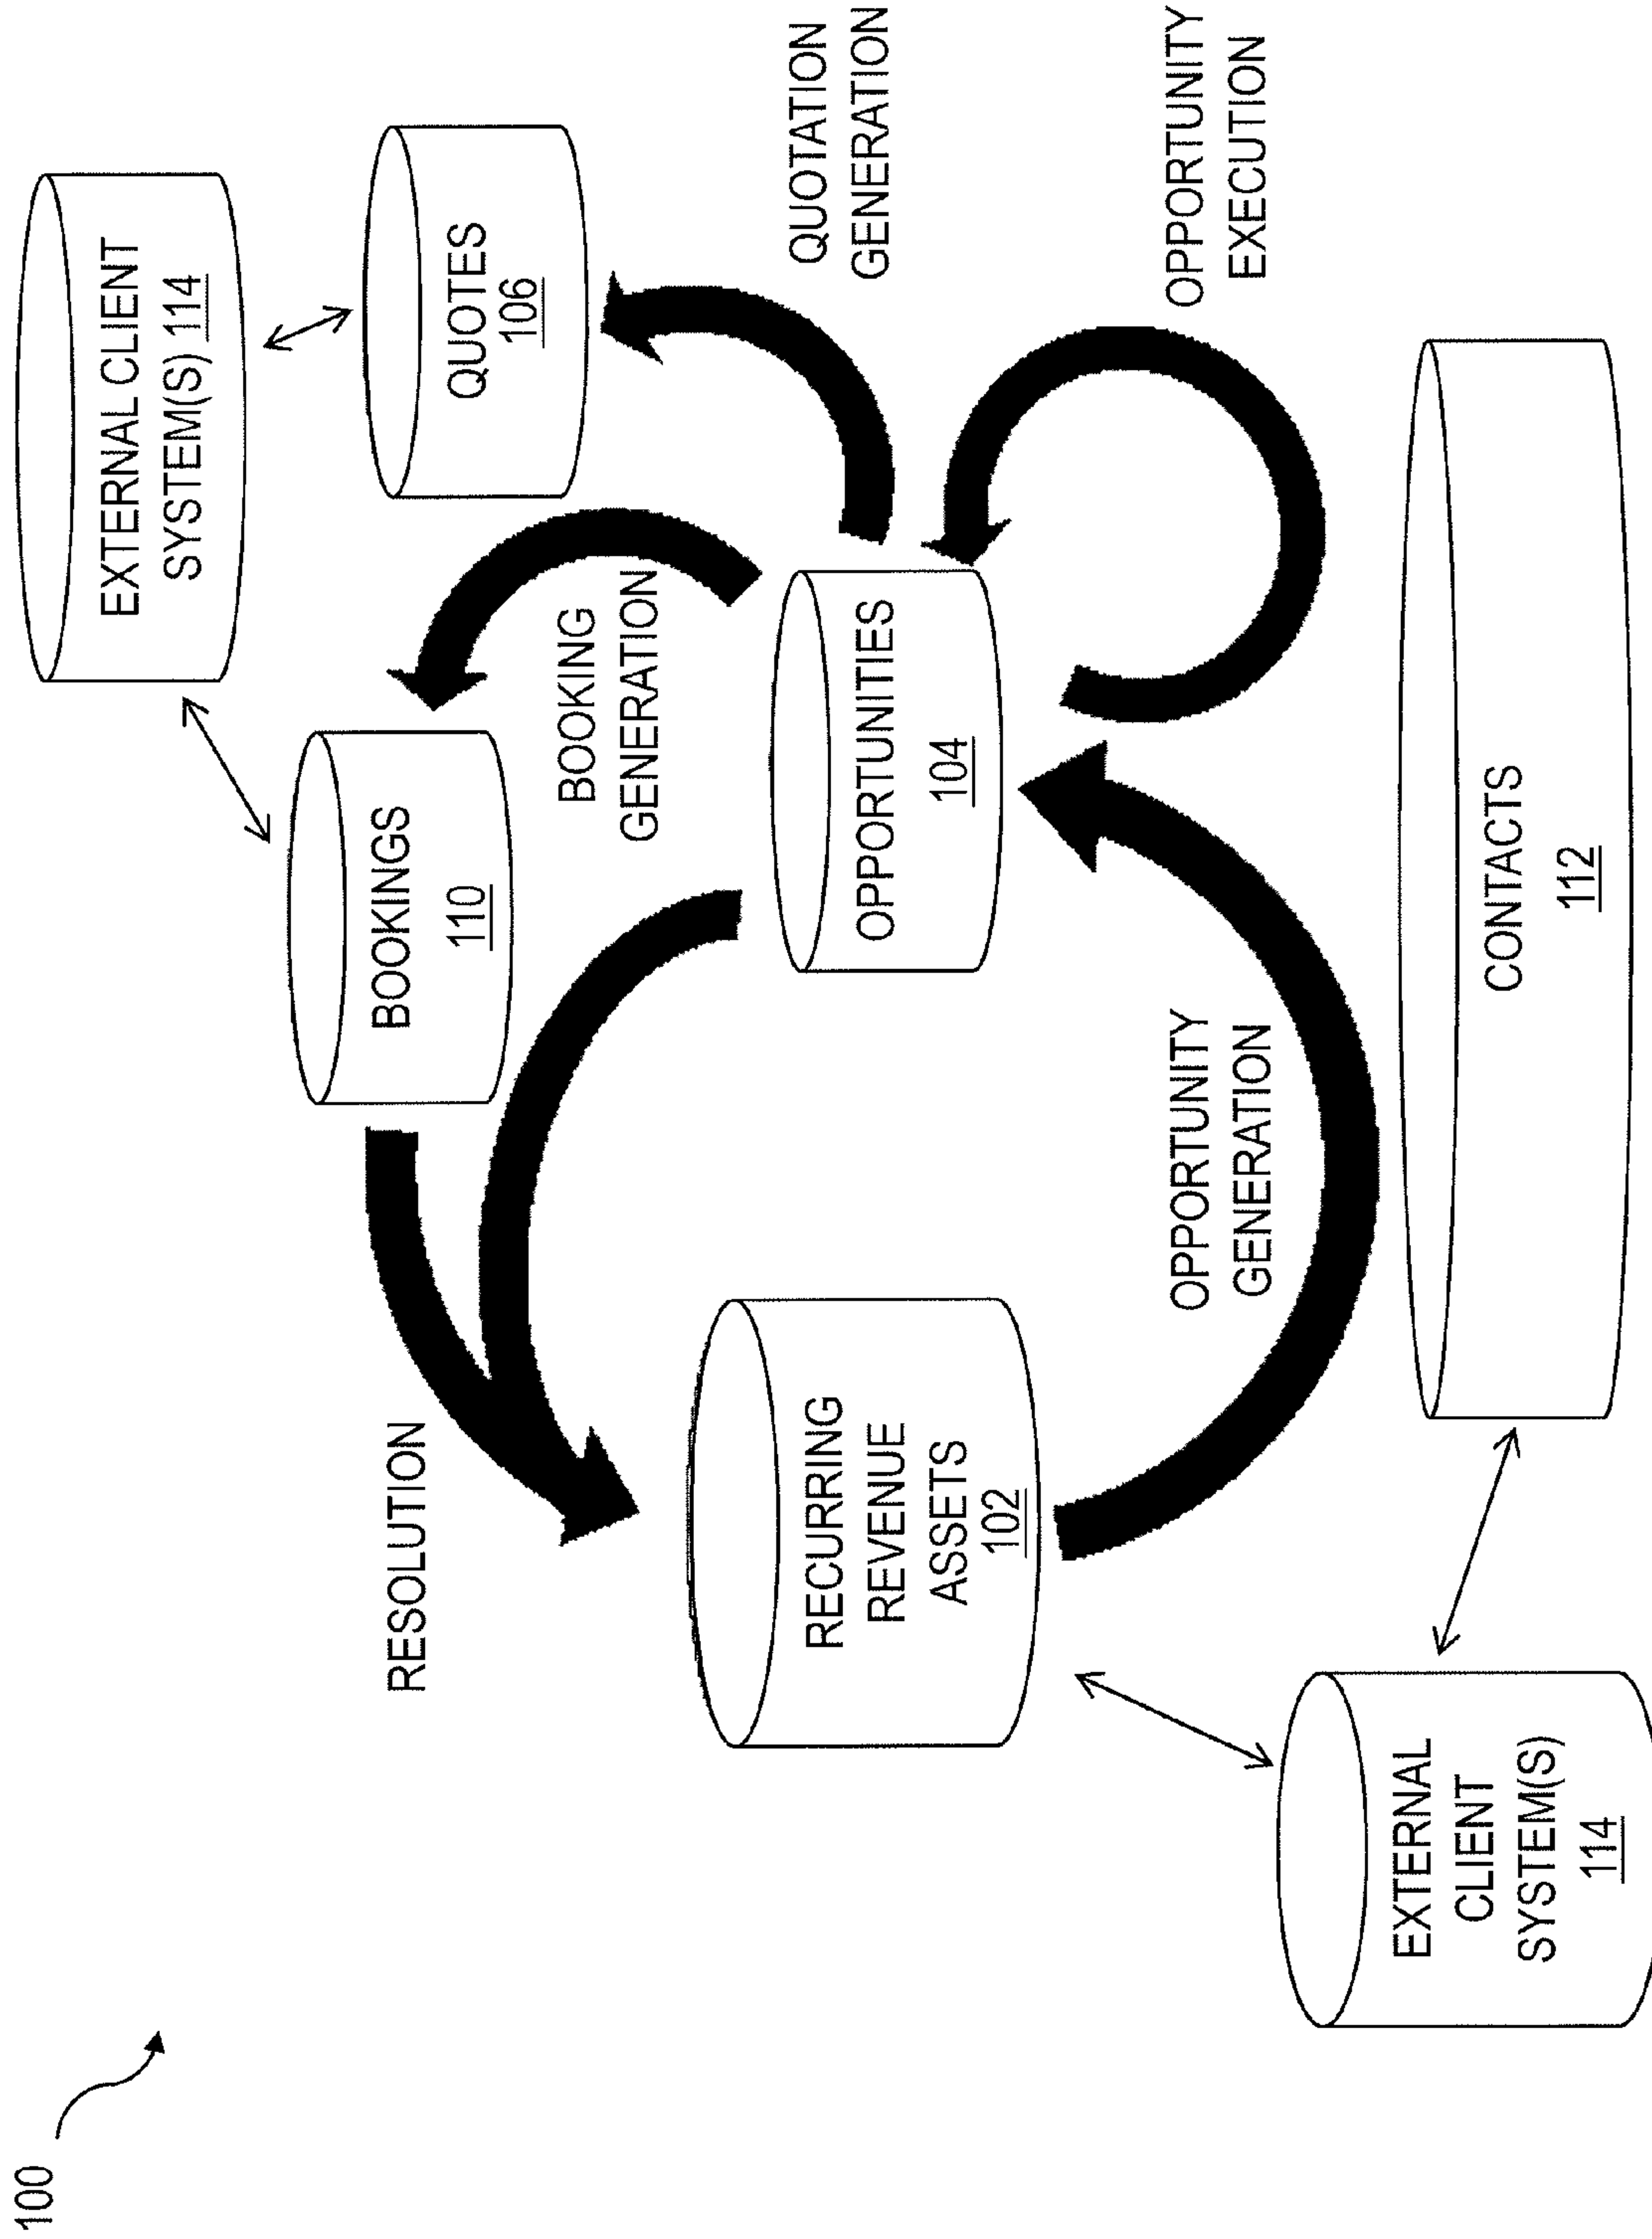 100
EXTERNAL CLIENT
SYSTEM(S) 114
BOOKINGS
110
QUOTES
106
RESOLUTION
BOOKING
GENERATION
RECURRING
REVENUE
ASSETS
102
OPPORTUNITIES
104
QUOTATION
GENERATION
OPPORTUNITY
GENERATION
OPPORTUNITY
EXECUTION
EXTERNAL
CLIENT
SYSTEM(S)
114
CONTACTS
112